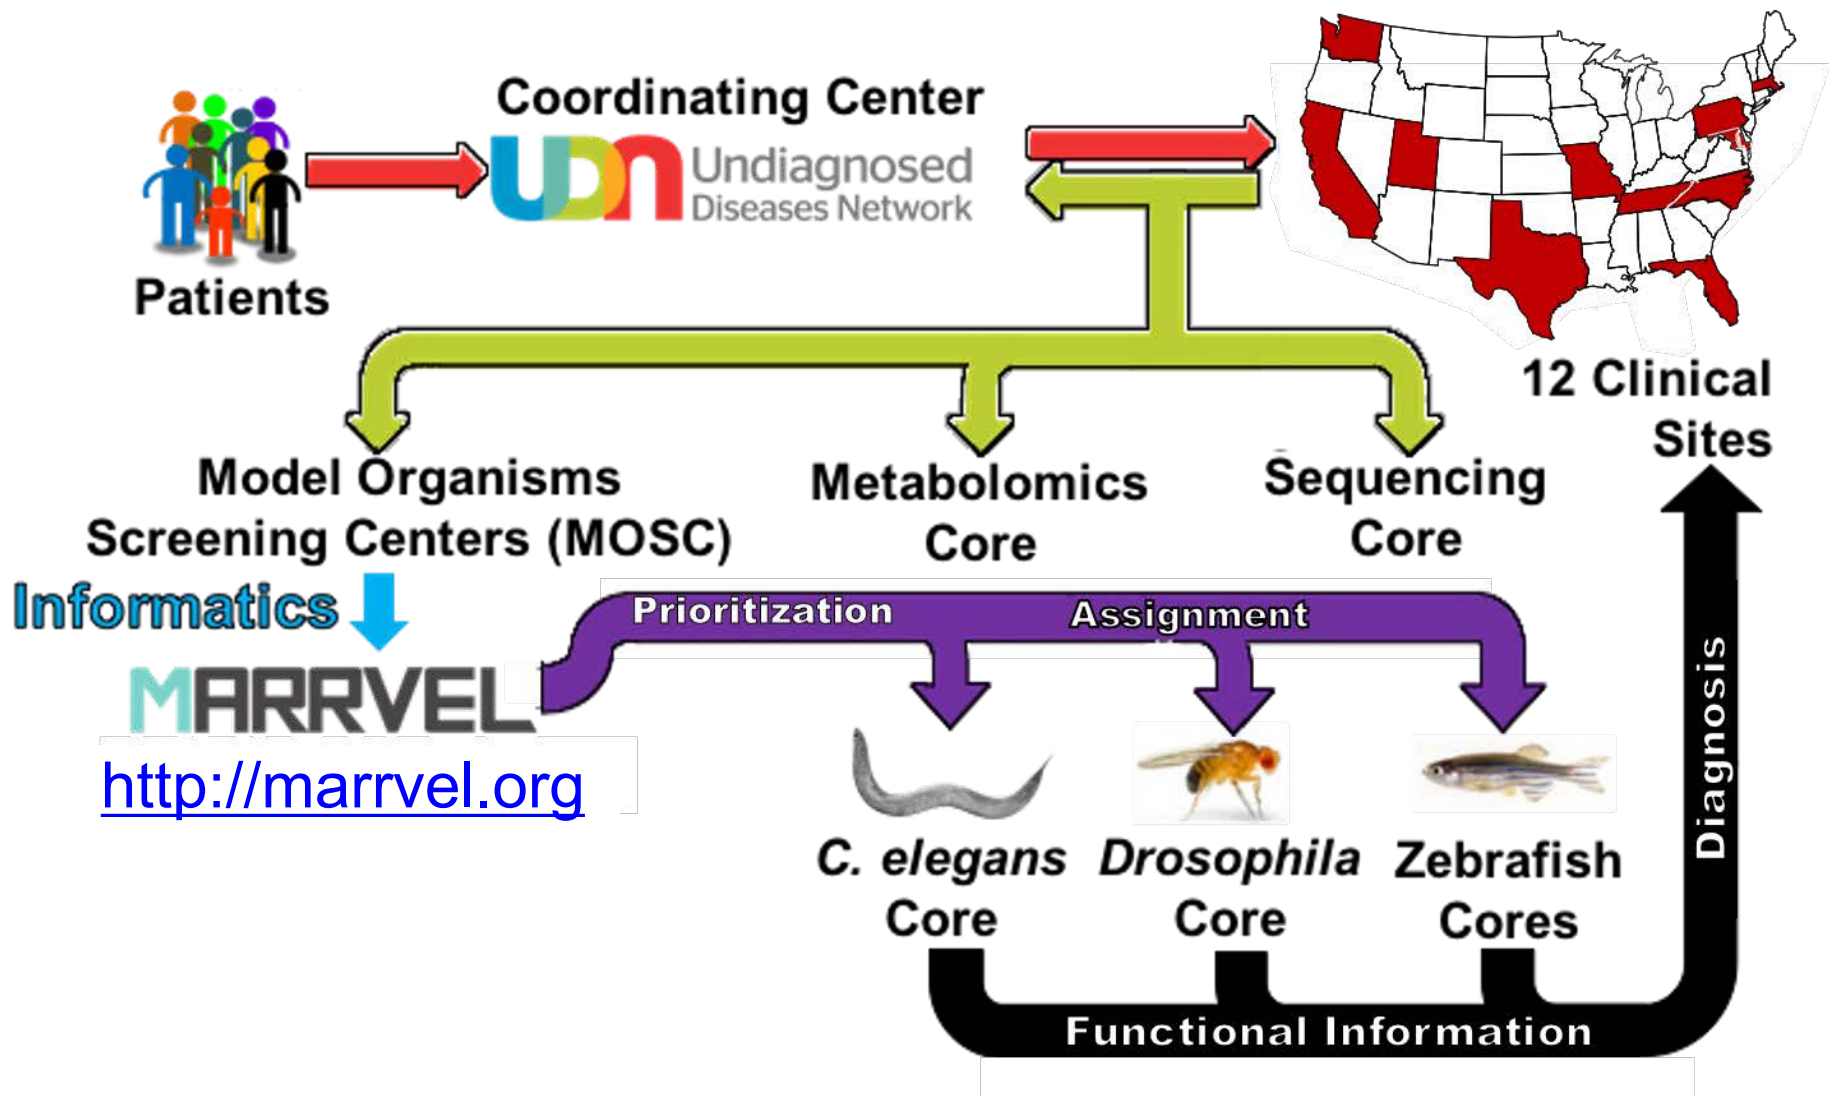 Coordinating Center
UDN Undiagnosed
Diseases Network
Patients
12 Clinical
Sites
Model Organisms
Screening Centers (MOSC)
Metabolomics
Core
Sequencing
Core
Informatics
Prioritization
Assignment
MARRVEL
http://marrvel.org
C. elegans
Core
Drosophila
Core
Zebrafish
Cores
Diagnosis
Functional Information